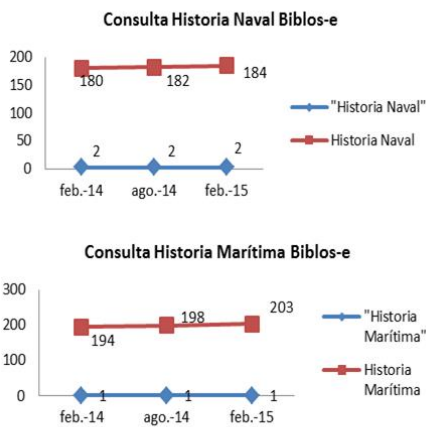 Consulta Historia Naval Biblos-e
200
150
100
50
0
180
182
184
2
2
2
feb.-14
ago.-14
feb.-15
"Historia Naval"
Historia Naval
Consulta Historia Marítima Biblos-e
300
200
100
0
194
198
203
1
1
1
feb.-14
ago.-14
feb.-15
"Historia
Marítima"
Historia
Marítima